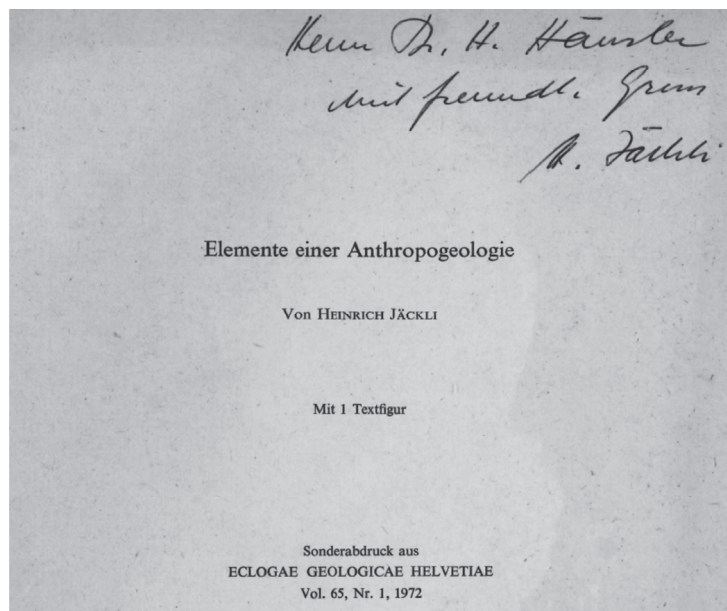 Herrn Dr. H. Häusler
mit freundl. Gruss
H. Jäckli
Elemente einer Anthropogeologie
Von HEINRICH JÄCKLI
Mit 1 Textfigur
Sonderabdruck aus
ECLOGAE GEOLOGICAE HELVETIAE
Vol. 65, Nr. 1, 1972